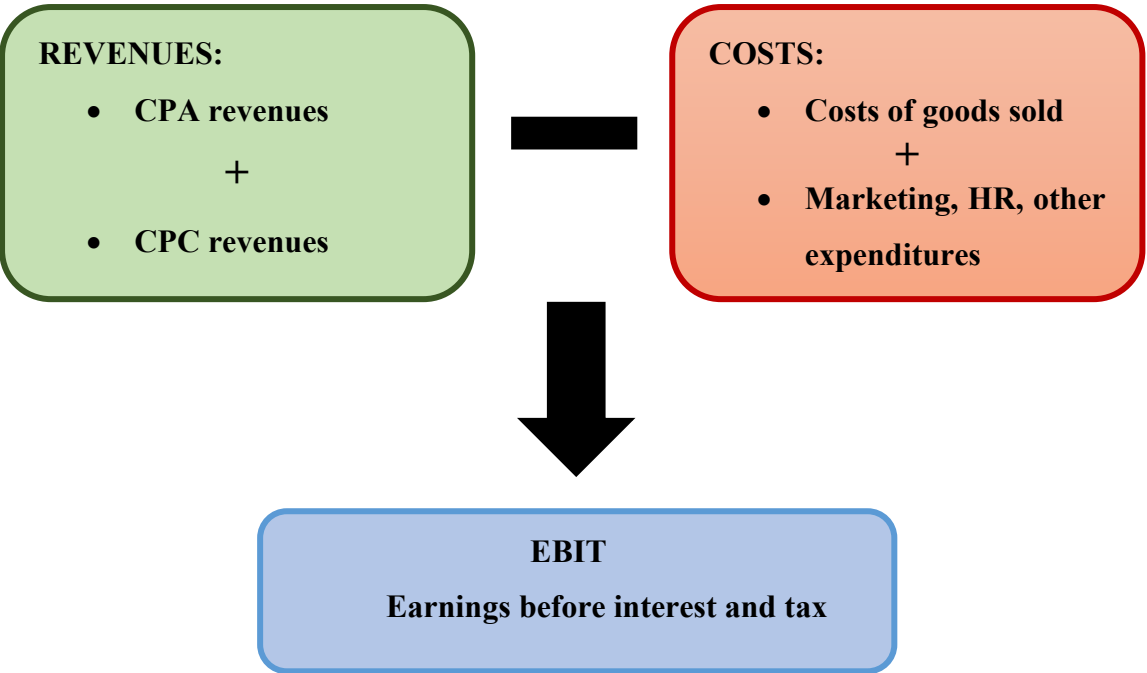 REVENUES:
• CPA revenues
+
• CPC revenues
COSTS:
• Costs of goods sold
+
• Marketing, HR, other
expenditures
EBIT
Earnings before interest and tax